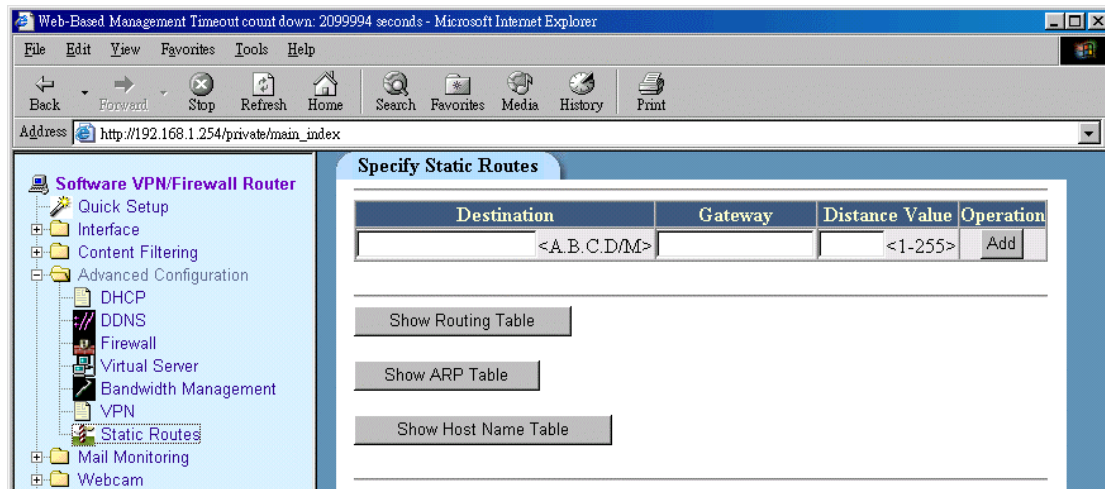 Web-Based Management Timeout count down: 2099994 seconds - Microsoft Internet Explorer
File Edit View Favorites Tools Help
Back Forward Stop Refresh Home Search Favorites Media History Print
Address http://192.168.1.254/private/main_index
Software VPN/Firewall Router
Quick Setup
Interface
Content Filtering
Advanced Configuration
DHCP
DDNS
Firewall
Virtual Server
Bandwidth Management
VPN
Static Routes
Mail Monitoring
Webcam
Specify Static Routes
Destination Gateway Distance Value Operation
<A.B.C.D/M> <1-255> Add
Show Routing Table
Show ARP Table
Show Host Name Table